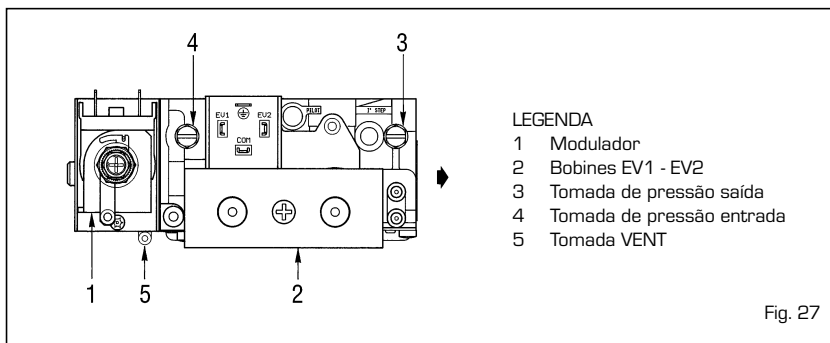 4
3
EV1
EV2
COM
PILOT
1° STEP
1
5
2
LEGENDA
1 Modulador
2 Bobines EV1 - EV2
3 Tomada de pressão saída
4 Tomada de pressão entrada
5 Tomada VENT
Fig. 27